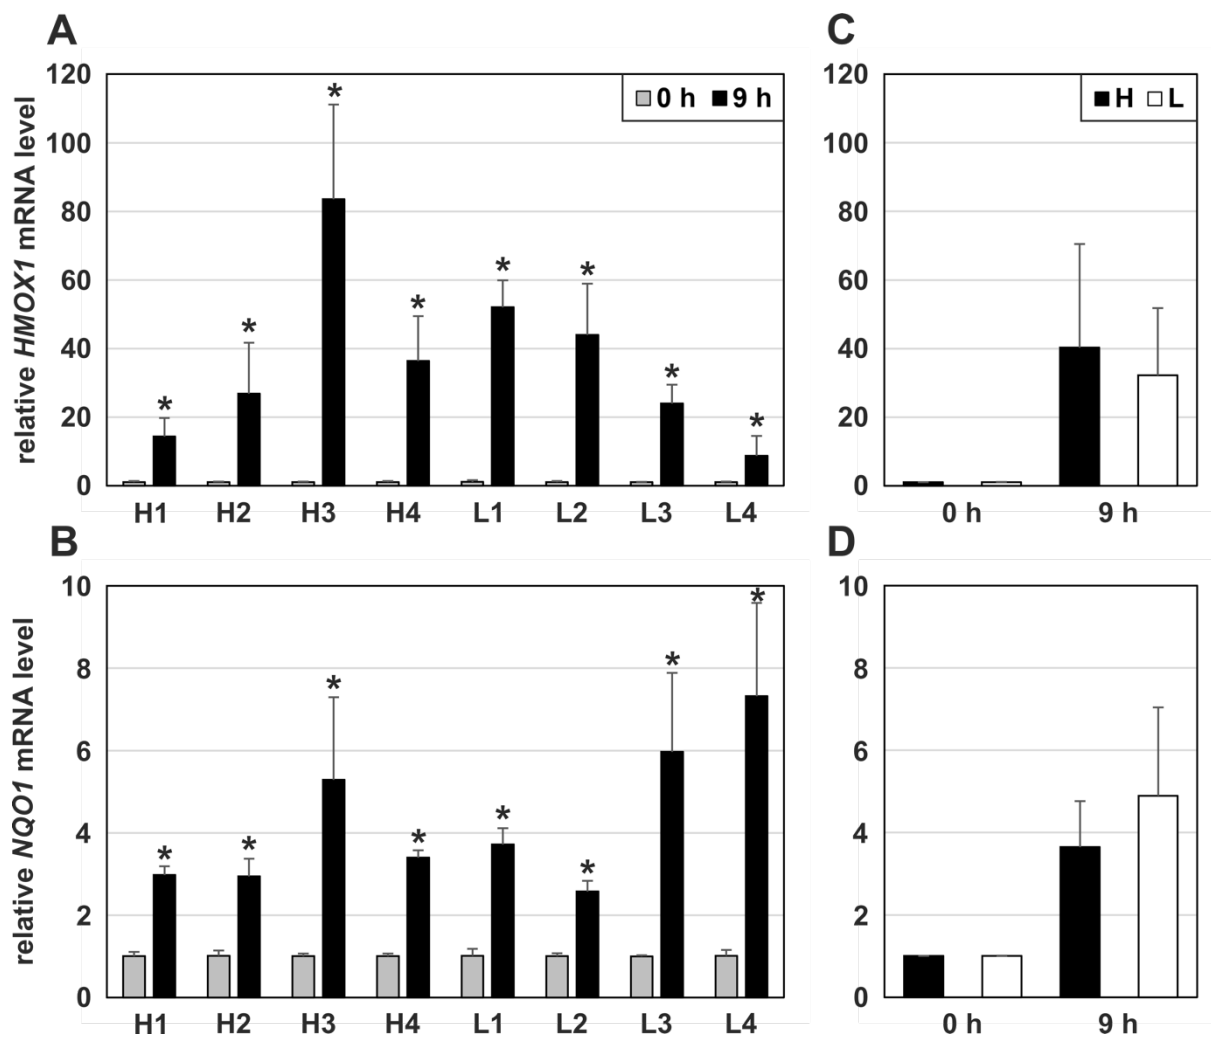 A
relative HMOX1 mRNA level
120
100
80
60
40
20
0
0 h 9 h
* * * * * * * *
H1 H2 H3 H4 L1 L2 L3 L4
C
120
100
80
60
40
20
0
H L
0 h 9 h
B
relative NQO1 mRNA level
10
8
6
4
2
0
* * * * * * * *
H1 H2 H3 H4 L1 L2 L3 L4
D
10
8
6
4
2
0
0 h 9 h